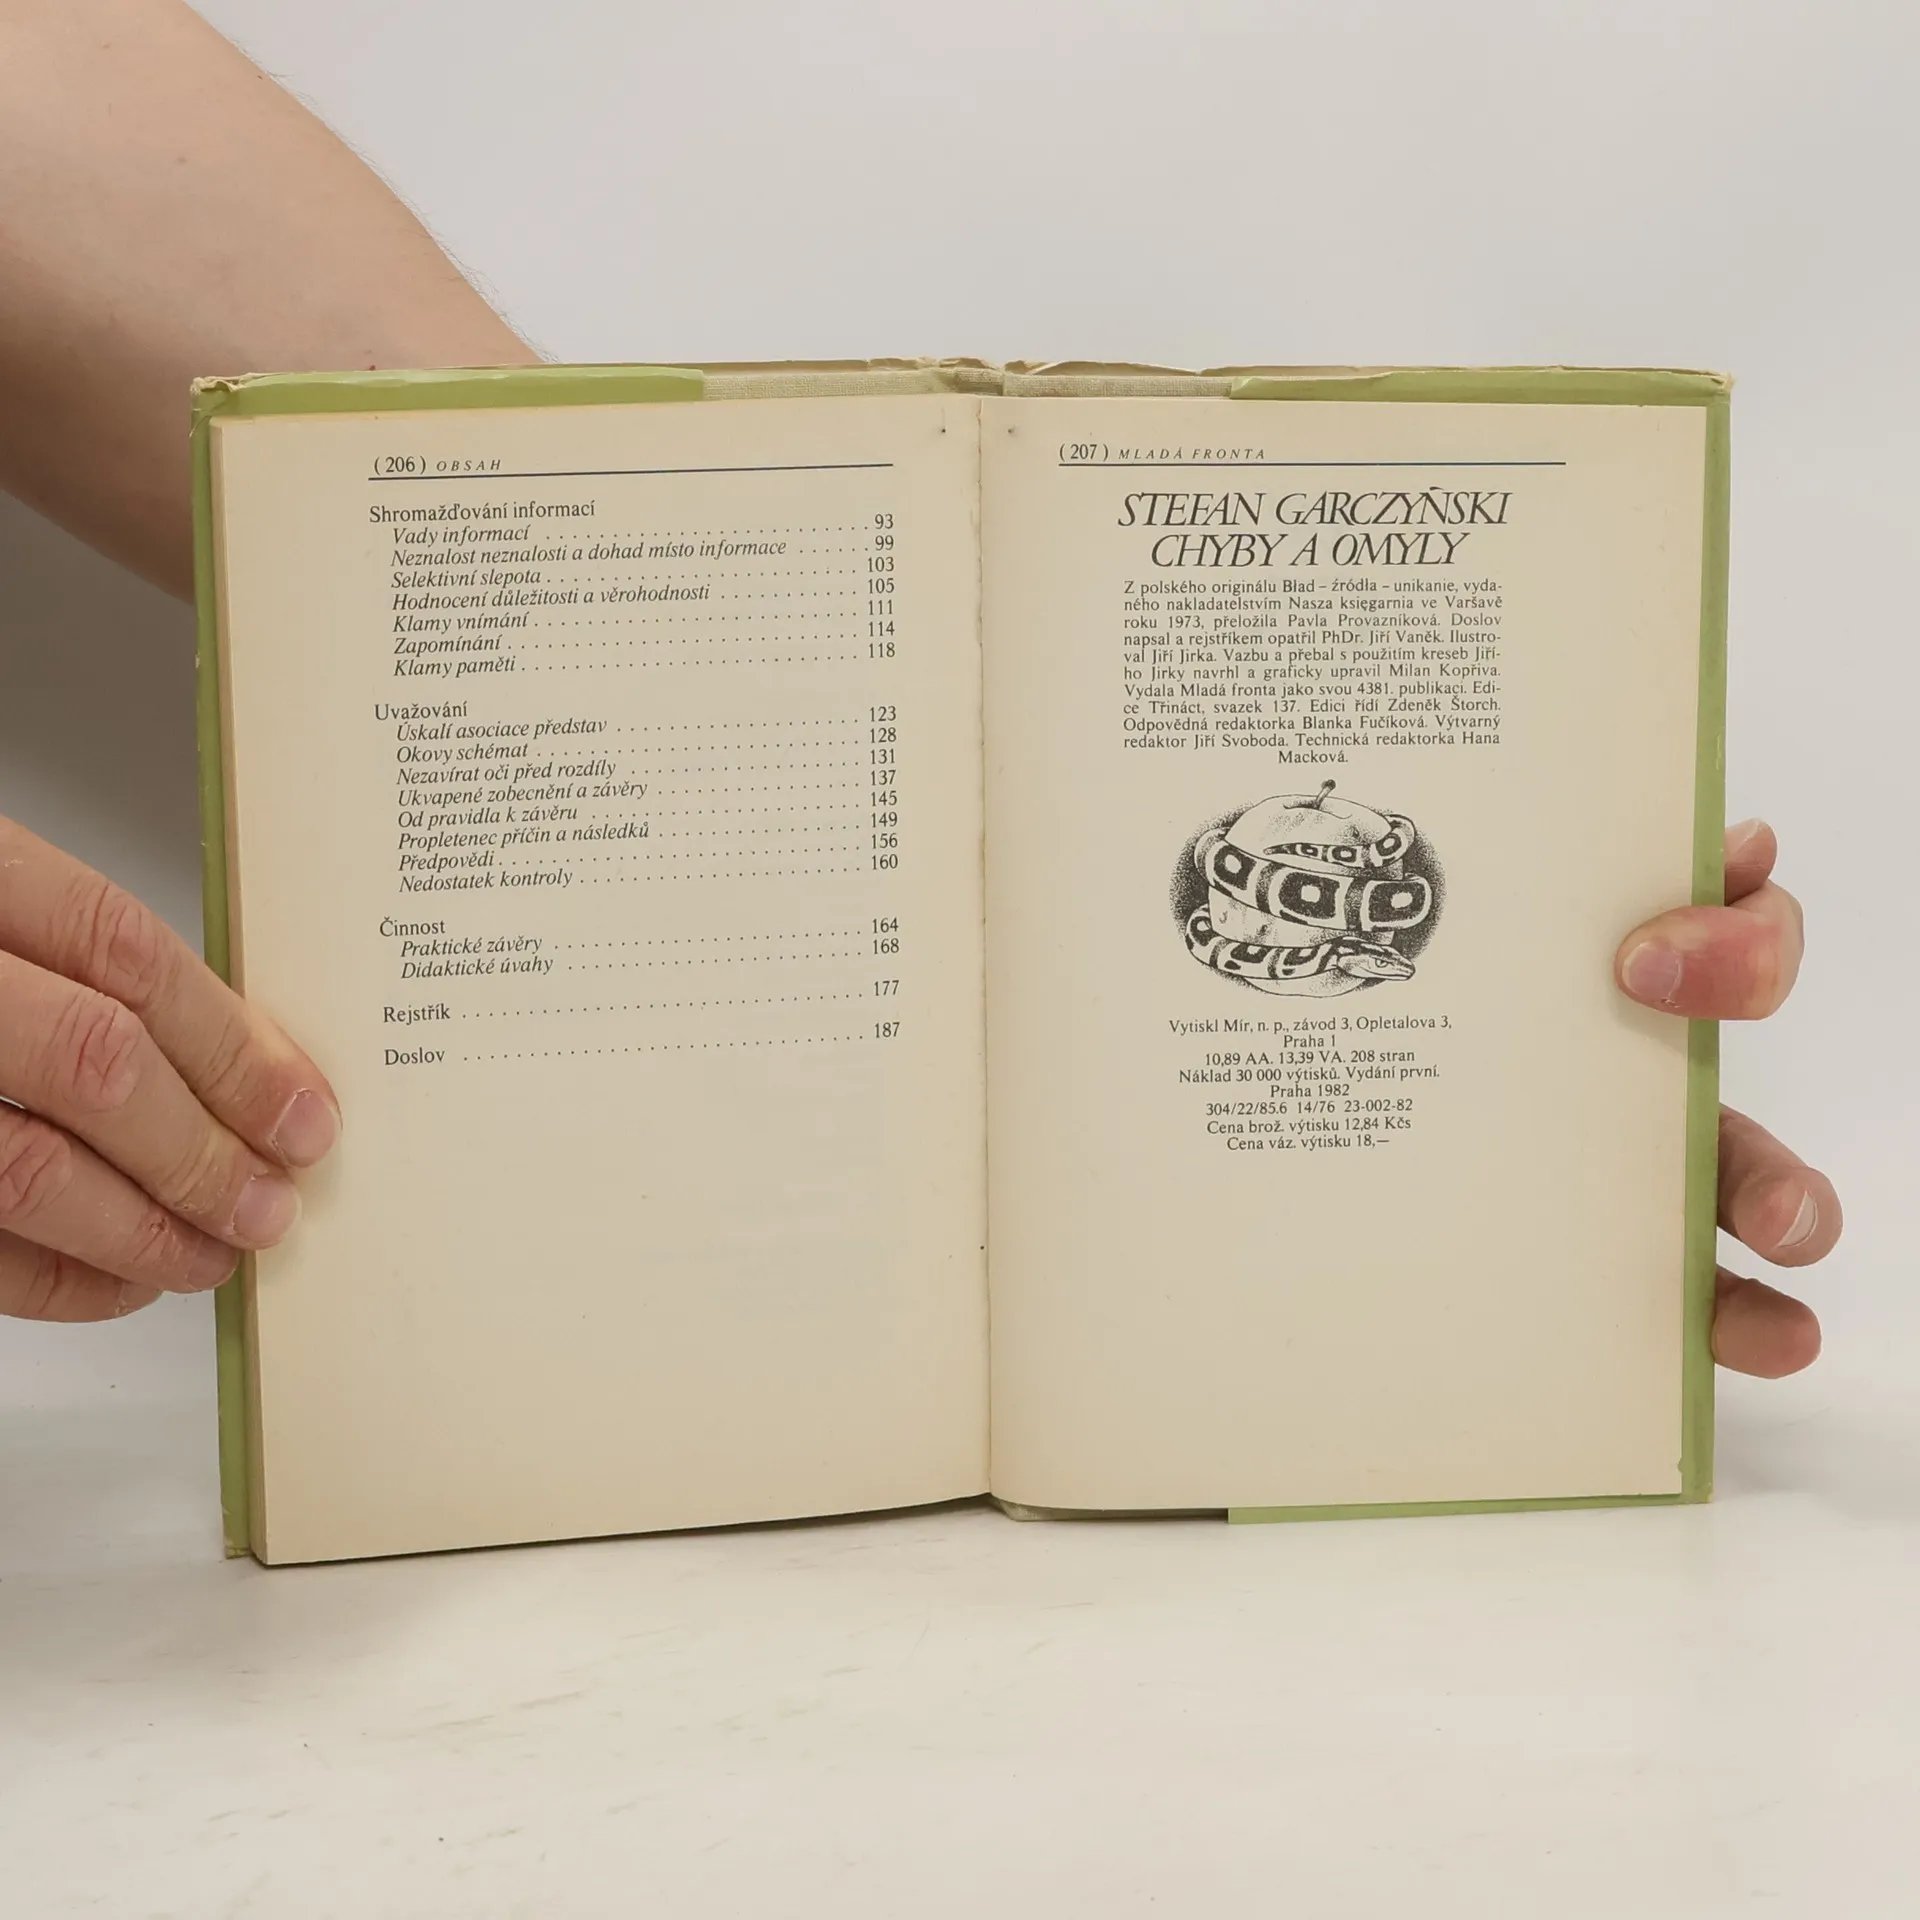 ( 206 ) OBSAH
Shromažďování informací
Vady informací . . . . . . . . . . . . . . . . . . . . . . . . 93
Neznalost neznalosti a dohad místo informace . . . . . . 99
Selektivní slepota . . . . . . . . . . . . . . . . . . . . . . . . 103
Hodnocení důležitosti a věrohodnosti . . . . . . . . . . . 105
Klamy vnímání . . . . . . . . . . . . . . . . . . . . . . . . . 111
Zapomínání . . . . . . . . . . . . . . . . . . . . . . . . . . . 114
Klamy paměti . . . . . . . . . . . . . . . . . . . . . . . . . . 118
Uvažování
Úskalí asociace představ . . . . . . . . . . . . . . . . . . . 123
Okovy schémat . . . . . . . . . . . . . . . . . . . . . . . . . 128
Nezavírat oči před rozdíly . . . . . . . . . . . . . . . . . . 131
Ukvapené zobecnění a závěry . . . . . . . . . . . . . . . . 137
Od pravidla k závěru . . . . . . . . . . . . . . . . . . . . . 145
Propletenec příčin a následků . . . . . . . . . . . . . . . . 149
Předpovědi . . . . . . . . . . . . . . . . . . . . . . . . . . . . 156
Nedostatek kontroly . . . . . . . . . . . . . . . . . . . . . . 160
Činnost
Praktické závěry . . . . . . . . . . . . . . . . . . . . . . . . 164
Didaktické úvahy . . . . . . . . . . . . . . . . . . . . . . . 168
Rejstřík . . . . . . . . . . . . . . . . . . . . . . . . . . . . . . . 177
Doslov . . . . . . . . . . . . . . . . . . . . . . . . . . . . . . . 187
( 207 ) MLADÁ FRONTA
STEFAN GARCZYŃSKI
CHYBY A OMYLY
Z polského originálu Błąd – źródła – unikanie, vyda-
ného nakladatelstvím Nasza księgarnia ve Varšavě
roku 1973, přeložila Pavla Provazníková. Doslov
napsal a rejstříkem opatřil PhDr. Jiří Vaněk. Ilustro-
val Jiří Jirka. Vazbu a přebal s použitím kreseb Jiří-
ho Jirky navrhl a graficky upravil Milan Kopřiva.
Vydala Mladá fronta jako svou 4381. publikaci. Edi-
ce Třináct, svazek 137. Edici řídí Zdeněk Štorch.
Odpovědná redaktorka Blanka Fučíková. Výtvarný
redaktor Jiří Svoboda. Technická redaktorka Hana
Macková.
Vytiskl Mír, n. p., závod 3, Opletalova 3,
Praha 1
10,89 AA. 13,39 VA. 208 stran
Náklad 30 000 výtisků. Vydání první.
Praha 1982
304/22/85.6 14/76 23-002-82
Cena brož. výtisku 12,84 Kčs
Cena váz. výtisku 18,—